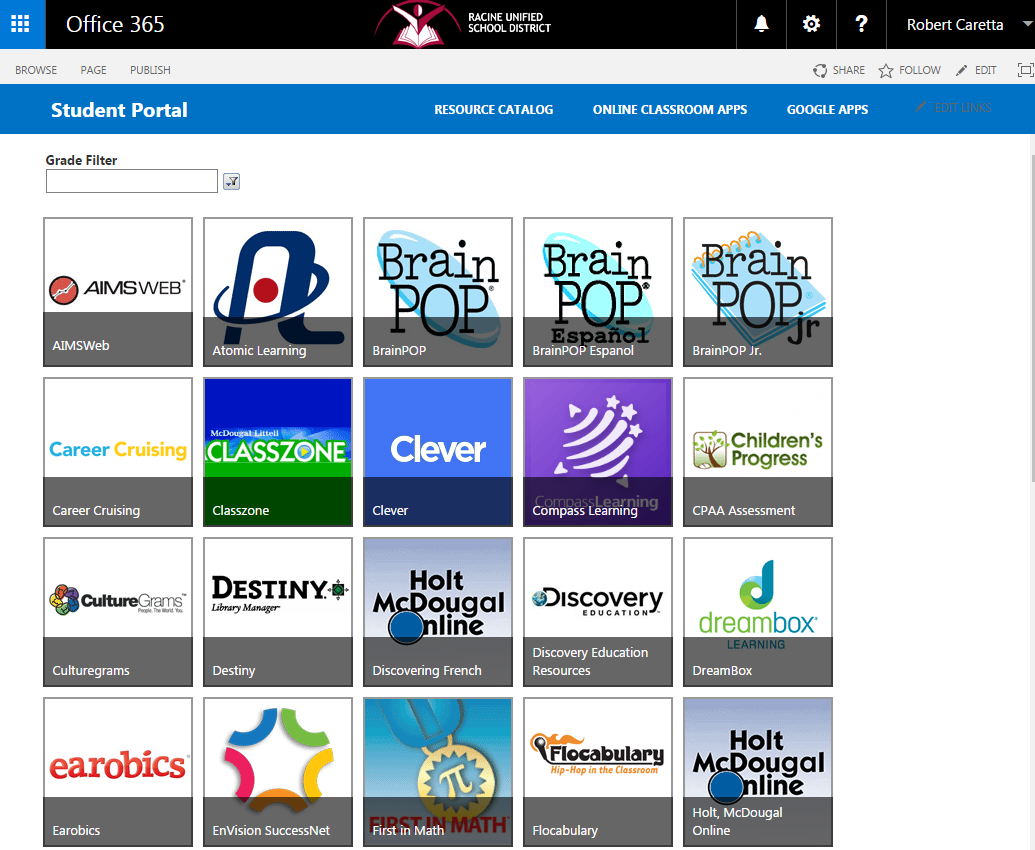 Office 365
RACINE UNIFIED
SCHOOL DISTRICT
?
Robert Caretta
BROWSE PAGE PUBLISH
SHARE FOLLOW EDIT
Student Portal
RESOURCE CATALOG ONLINE CLASSROOM APPS GOOGLE APPS EDIT LINKS
Grade Filter
AIMSWEB®
AIMSWeb
AL
Atomic Learning
Brain
POP®
BrainPOP
Brain
POP®
Español
BrainPOP Espanol
Brain
POP®
jr
BrainPOP Jr.
Career Cruising
Career Cruising
McDougal Littell
CLASSZONE
Classzone
Clever
Clever
CompassLearning
Compass Learning
Children's
Progress
CPAA Assessment
CULTUREGRAMS™
People. The World. You.
Culturegrams
DESTINY.
Library Manager™
Destiny
Holt
McDougal
Online
Discovering French
Discovery
EDUCATION
Discovery Education
Resources
dreambox
LEARNING
DreamBox
earobics®
Earobics
EnVision SuccessNet
π
FIRST IN MATH®
First in Math
Flocabulary
Hip-Hop in the Classroom
Flocabulary
Holt
McDougal
Online
Holt, McDougal
Online